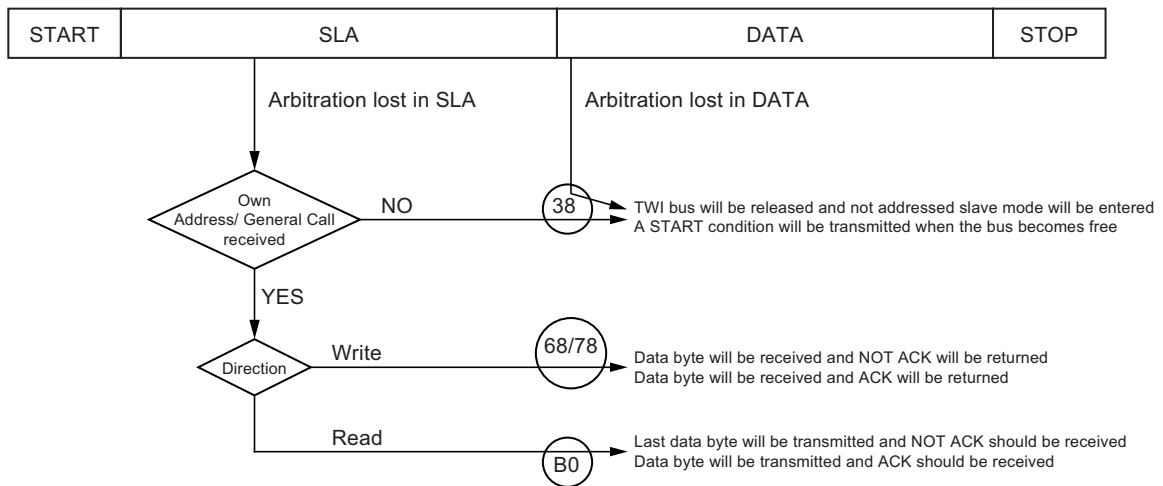 START SLA DATA STOP
Arbitration lost in SLA
Arbitration lost in DATA
Own
Address/ General Call
received
NO
38
TWI bus will be released and not addressed slave mode will be entered
A START condition will be transmitted when the bus becomes free
YES
Direction
Write
68/78
Data byte will be received and NOT ACK will be returned
Data byte will be received and ACK will be returned
Read
B0
Last data byte will be transmitted and NOT ACK should be received
Data byte will be transmitted and ACK should be received